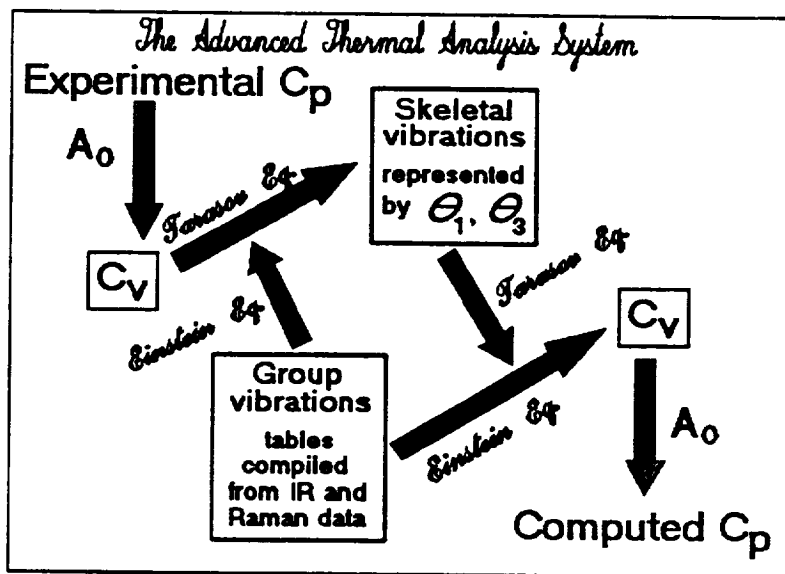 The Advanced Thermal Analysis System
Experimental Cp
A0
Tarasov Eq
Cv
Einstein Eq
Skeletal
vibrations
represented
by Θ1, Θ3
Tarasov Eq
Group
vibrations
tables
compiled
from IR and
Raman data
Einstein Eq
Cv
A0
Computed Cp